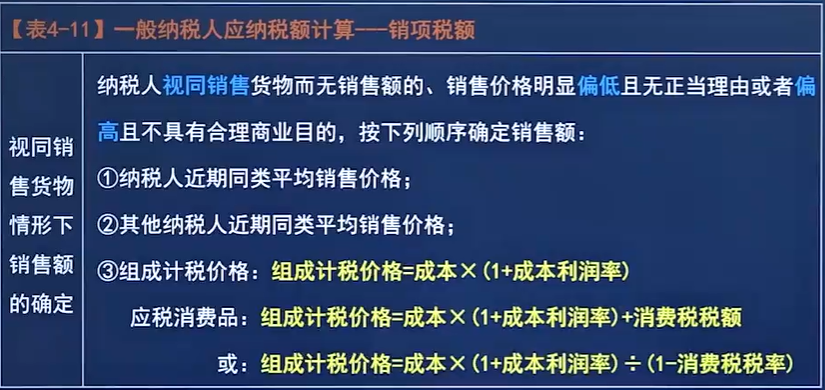 【表4-11】一般纳税人应纳税额计算---销项税额
视同销
售货物
情形下
销售额
的确定
纳税人视同销售货物而无销售额的、销售价格明显偏低且无正当理由或者偏
高且不具有合理商业目的，按下列顺序确定销售额：
①纳税人近期同类平均销售价格；
②其他纳税人近期同类平均销售价格；
③组成计税价格：组成计税价格=成本×(1+成本利润率)
应税消费品：组成计税价格=成本×(1+成本利润率)+消费税税额
或：组成计税价格=成本×(1+成本利润率)÷(1-消费税税率)